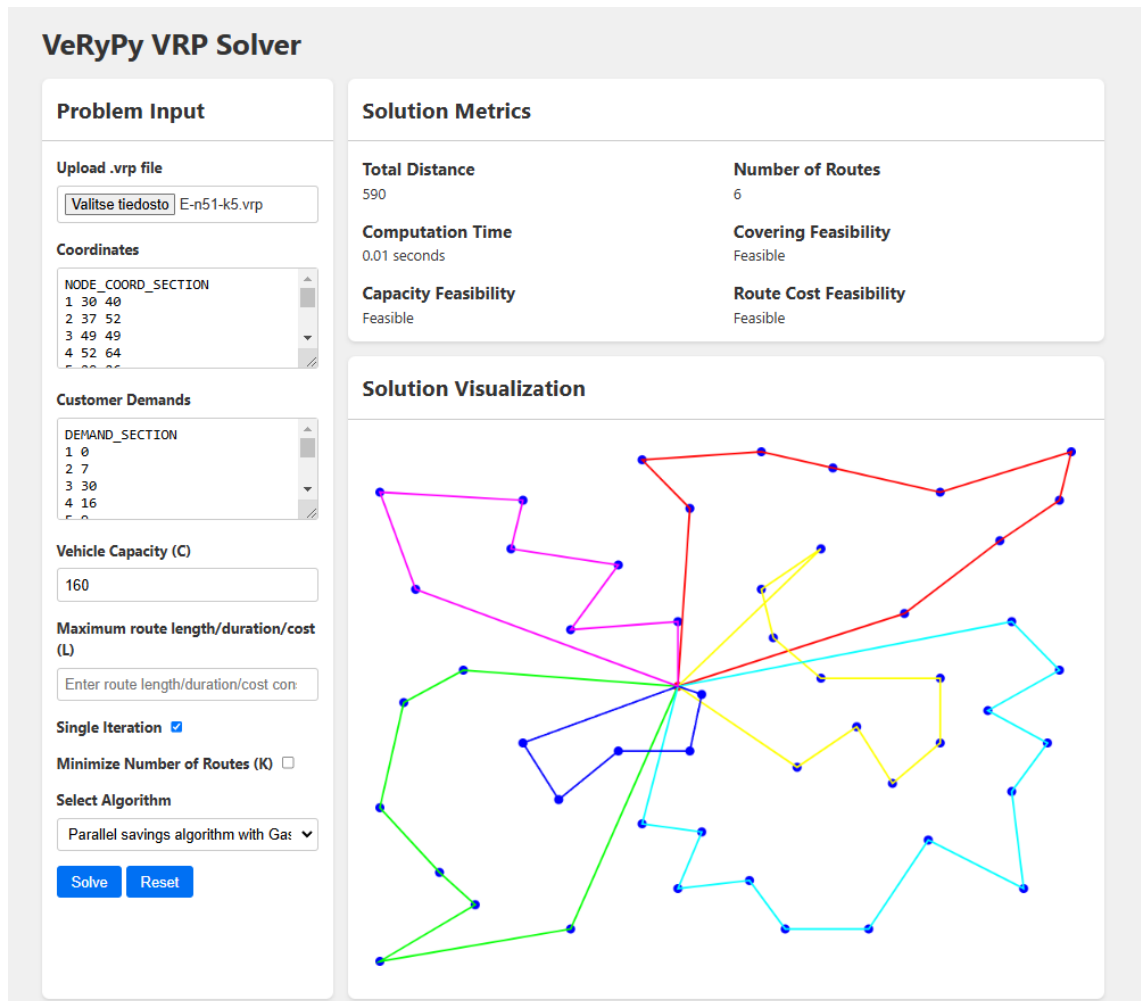 VeRyPy VRP Solver
Problem Input
Upload .vrp file
Valitse tiedosto E-n51-k5.vrp
Coordinates
NODE_COORD_SECTION
1 30 40
2 37 52
3 49 49
4 52 64
Customer Demands
DEMAND_SECTION
1 0
2 7
3 30
4 16
Vehicle Capacity (C)
160
Maximum route length/duration/cost
(L)
Enter route length/duration/cost con
Single Iteration
Minimize Number of Routes (K)
Select Algorithm
Parallel savings algorithm with Gas
Solve Reset
Solution Metrics
Total Distance
590
Number of Routes
6
Computation Time
0.01 seconds
Covering Feasibility
Feasible
Capacity Feasibility
Feasible
Route Cost Feasibility
Feasible
Solution Visualization